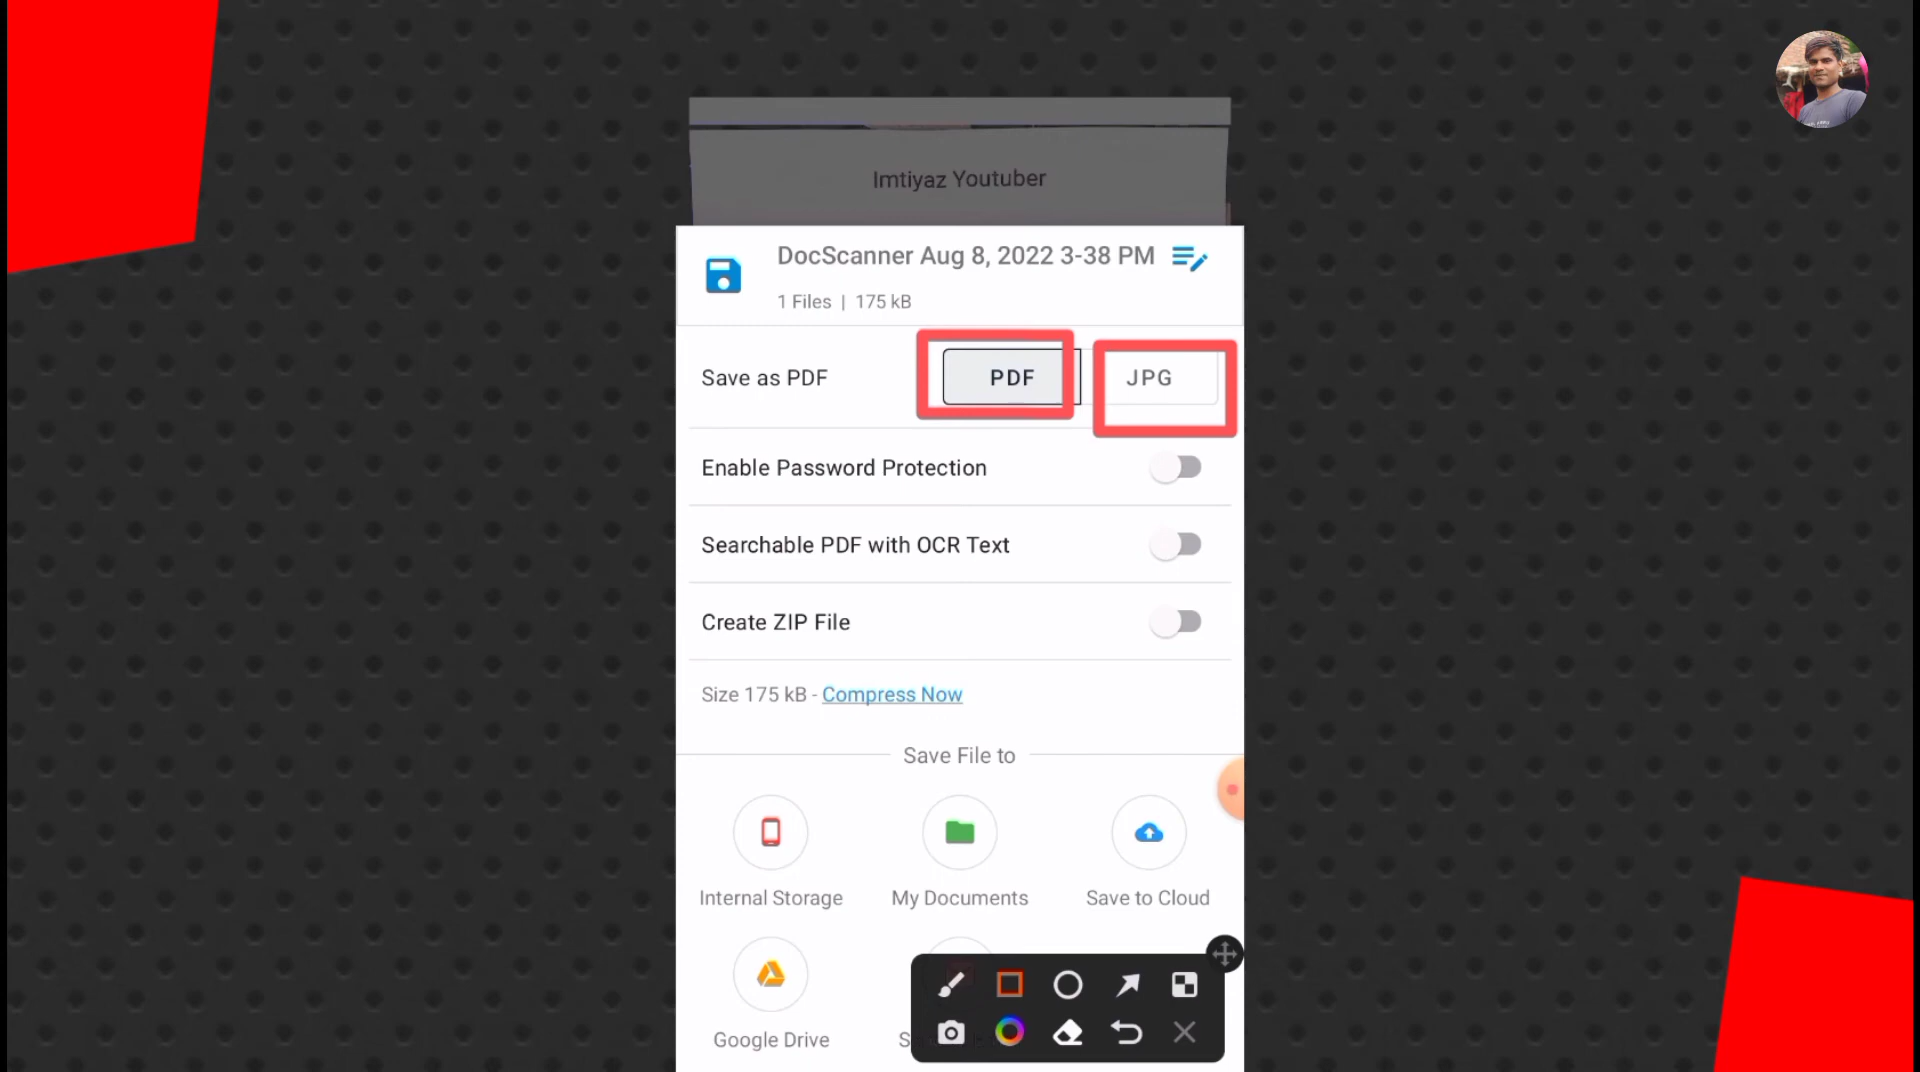 Imtiyaz Youtuber
DocScanner Aug 8, 2022 3-38 PM
1 Files | 175 kB
Save as PDF
PDF
JPG
Enable Password Protection
Searchable PDF with OCR Text
Create ZIP File
Size 175 kB - Compress Now
Save File to
Internal Storage
My Documents
Save to Cloud
Google Drive